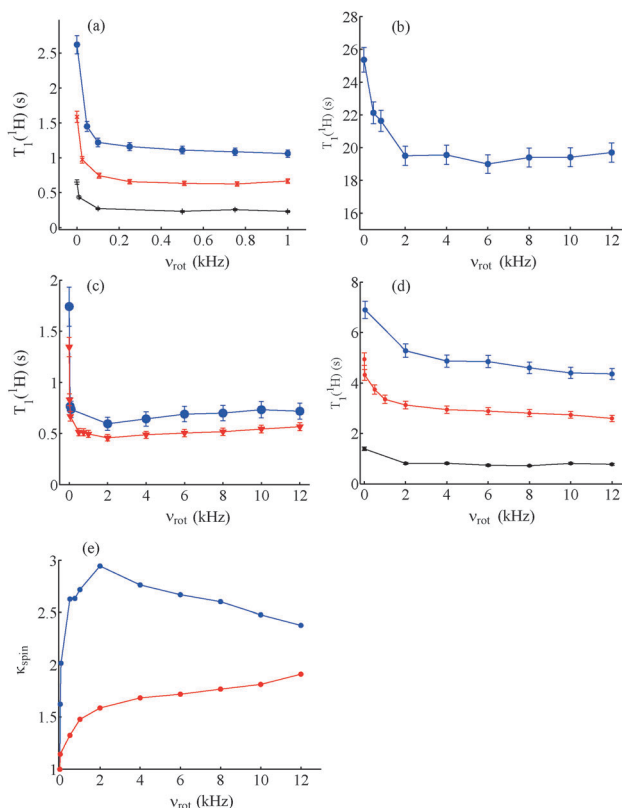 (a)
T₁(¹H) (s)
2.5
2
1.5
1
0.5
0
0 0.2 0.4 0.6 0.8 1
νrot (kHz)
(b)
T₁(¹H) (s)
28
26
24
22
20
18
16
0 2 4 6 8 10 12
νrot (kHz)
(c)
T₁(¹H) (s)
2
1.5
1
0.5
0
0 2 4 6 8 10 12
νrot (kHz)
(d)
T₁(¹H) (s)
8
6
4
2
0
0 2 4 6 8 10 12
νrot (kHz)
(e)
κspin
3
2.5
2
1.5
1
0 2 4 6 8 10 12
νrot (kHz)